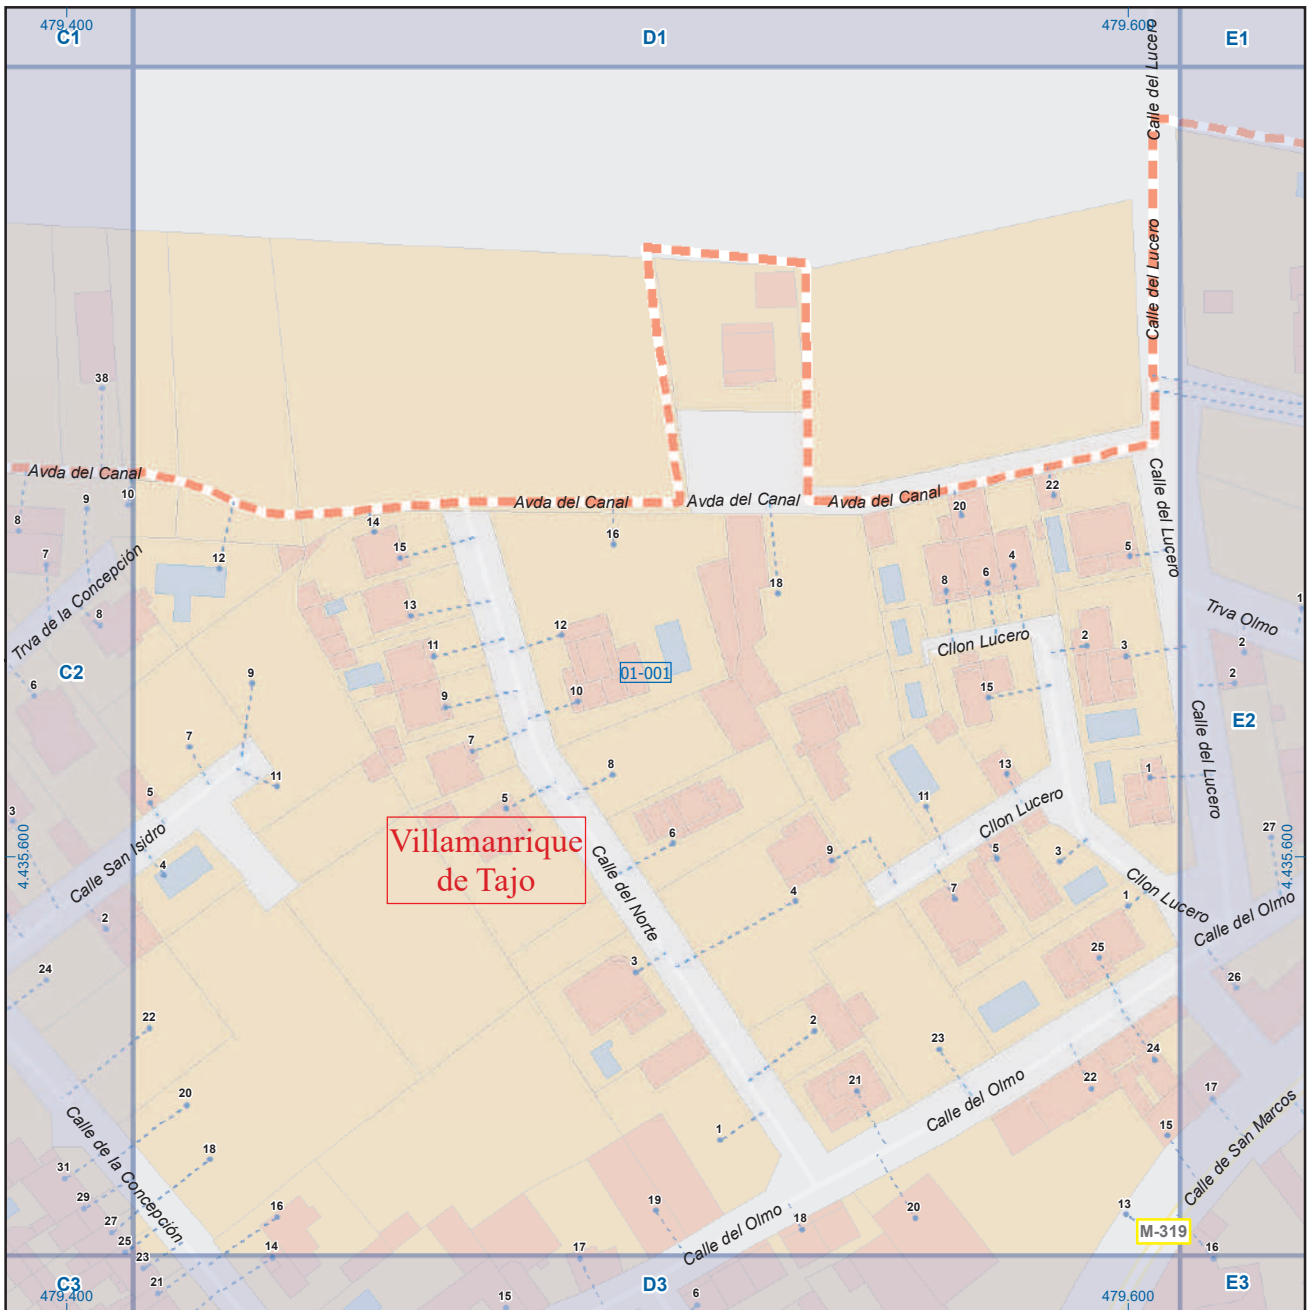 479.400
479.600
C1
D1
E1
Calle del Lucero
Calle del Lucero
38
Avda del Canal
Avda del Canal
Avda del Canal
Avda del Canal
Calle del Lucero
9
10
8
7
14
15
16
18
20
22
5
4
6
8
12
13
11
12
Trva de la Concepción
8
Cllon Lucero
2
3
Trva Olmo
1
2
2
C2
6
9
9
10
01-001
15
Calle del Lucero
E2
7
7
8
11
5
5
13
11
1
3
4.435.600
Calle San Isidro
4
Villamanrique
de Tajo
Calle del Norte
6
9
Cllon Lucero
5
3
27
4.435.600
2
4
7
1
Cllon Lucero
Calle del Olmo
24
3
25
26
22
2
23
24
20
21
22
17
Calle del Olmo
Calle de la Concepción
18
1
15
Calle de San Marcos
31
29
27
25
23
21
16
14
19
17
18
20
13
M-319
16
Calle del Olmo
C3
D3
E3
15
6
479.400
479.600